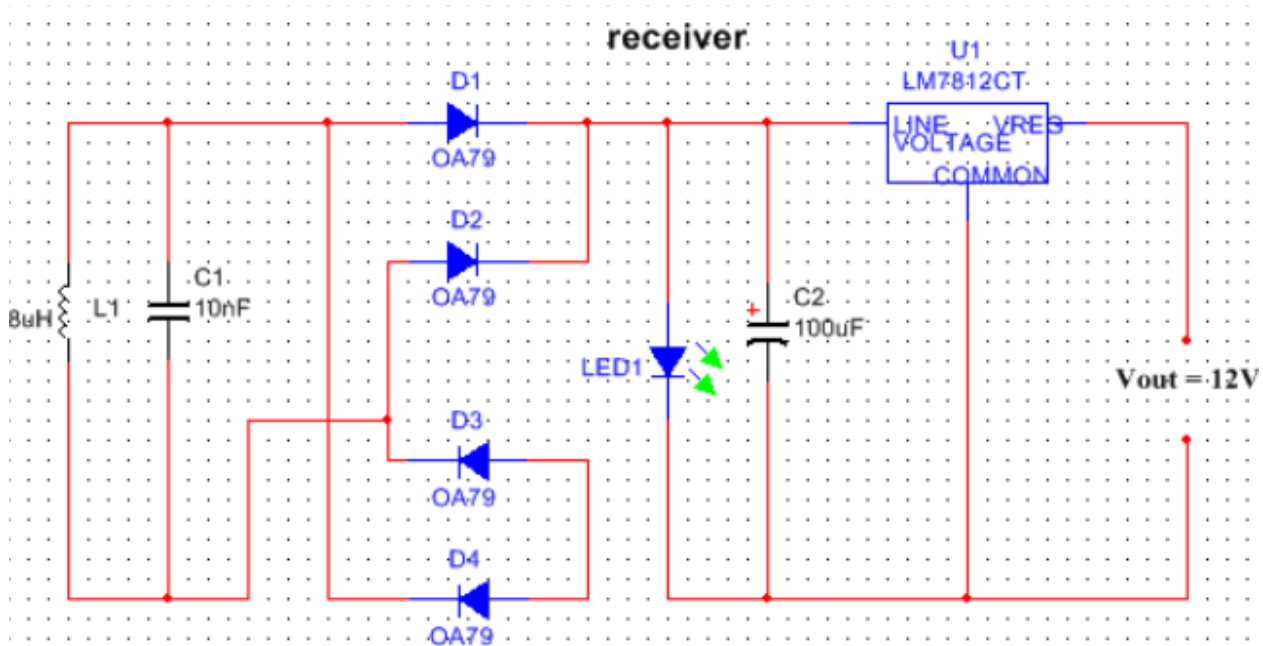 receiver
U1
LM7812CT
LINE VREG
VOLTAGE
COMMON
D1
OA79
D2
OA79
C1
10nF
8uH
L1
C2
+
100uF
LED1
Vout = 12V
D3
OA79
D4
OA79